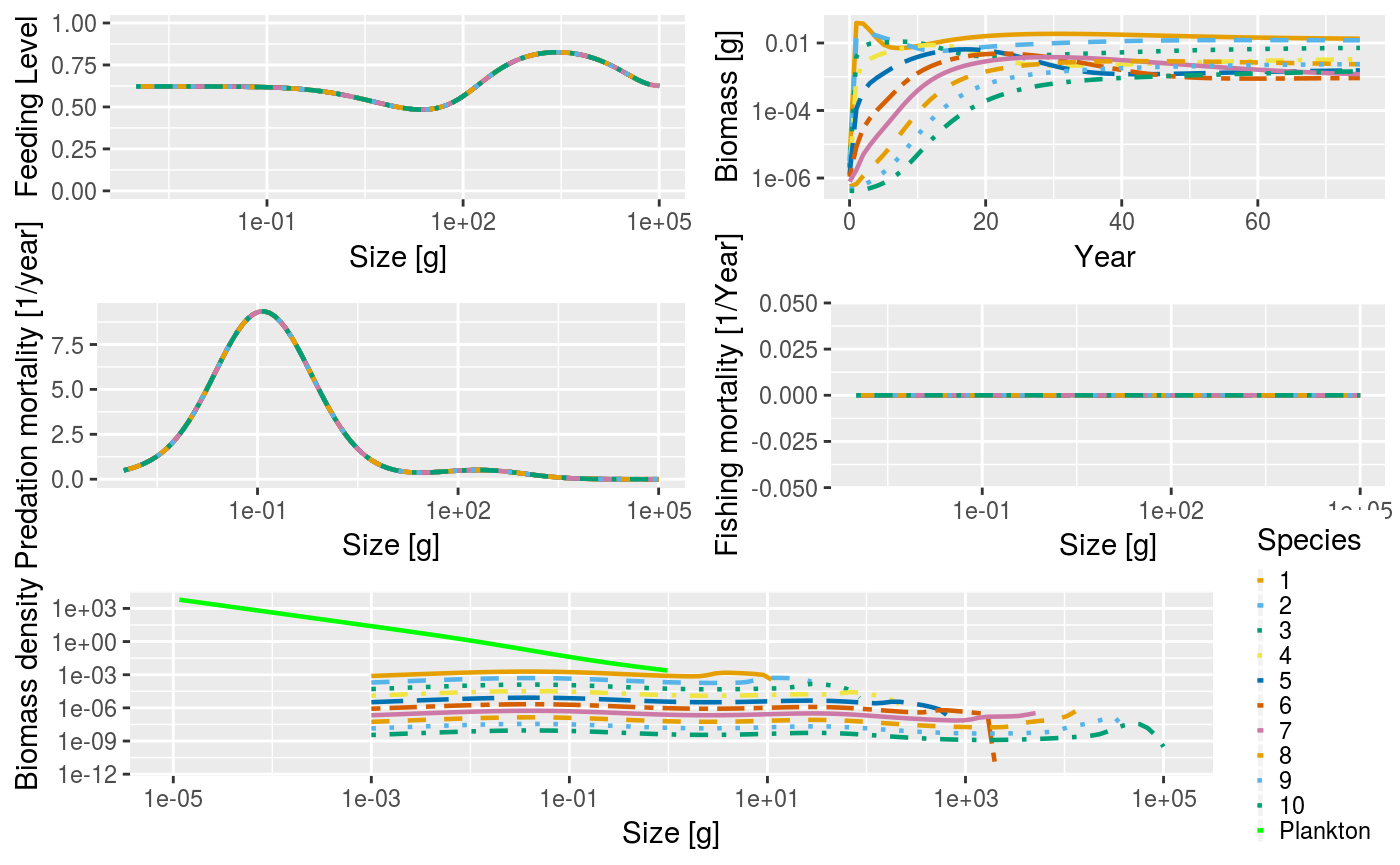 Feeding Level
1.00
0.75
0.50
0.25
0.00
1e-01
1e+02
1e+05
Size [g]
Biomass [g]
0.01
1e-04
1e-06
0
20
40
60
Year
Predation mortality [1/year]
7.5
5.0
2.5
0.0
1e-01
1e+02
1e+05
Size [g]
Fishing mortality [1/Year]
0.050
0.025
0.000
-0.025
-0.050
1e-01
1e+02
1e+05
Size [g]
Biomass density
1e+03
1e+00
1e-03
1e-06
1e-09
1e-12
1e-05
1e-03
1e-01
1e+01
1e+03
1e+05
Size [g]
Species
1
2
3
4
5
6
7
8
9
10
Plankton